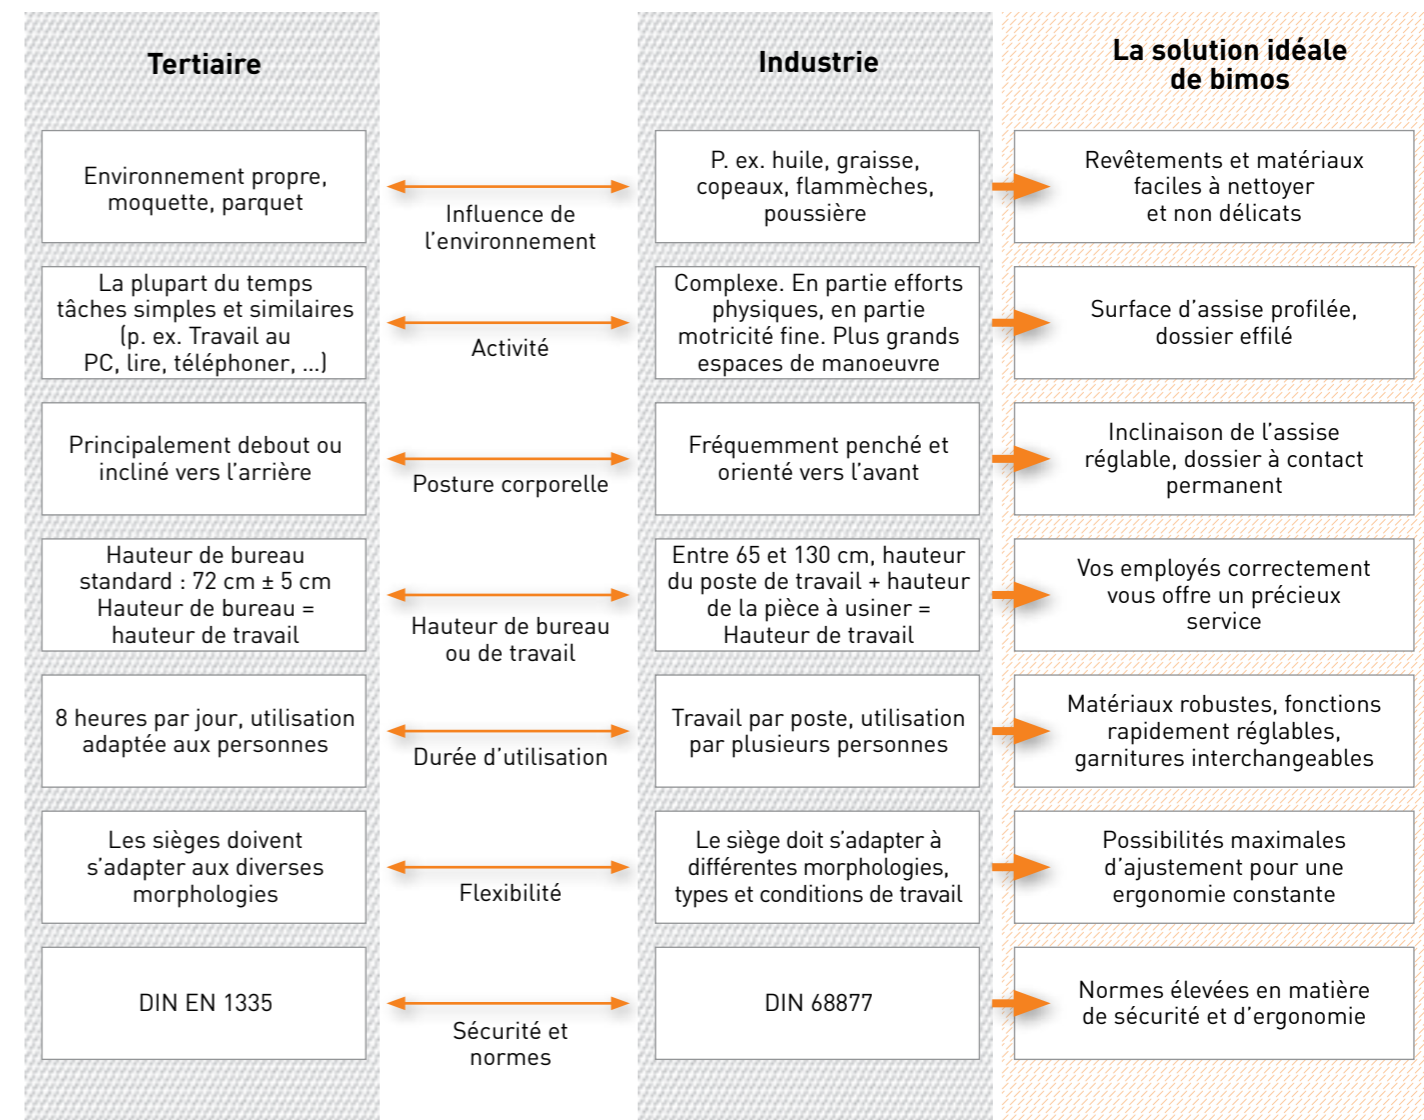 Tertiaire
Industrie
La solution idéale
de bimos
Environnement propre,
moquette, parquet
Influence de
l’environnement
P. ex. huile, graisse,
copeaux, flammèches,
poussière
Revêtements et matériaux
faciles à nettoyer
et non délicats
La plupart du temps
tâches simples et similaires
(p. ex. Travail au
PC, lire, téléphoner, ...)
Activité
Complexe. En partie efforts
physiques, en partie
motricité fine. Plus grands
espaces de manoeuvre
Surface d’assise profilée,
dossier effilé
Principalement debout ou
incliné vers l’arrière
Posture corporelle
Fréquemment penché et
orienté vers l’avant
Inclinaison de l’assise
réglable, dossier à contact
permanent
Hauteur de bureau
standard : 72 cm ± 5 cm
Hauteur de bureau =
hauteur de travail
Hauteur de bureau
ou de travail
Entre 65 et 130 cm, hauteur
du poste de travail + hauteur
de la pièce à usiner =
Hauteur de travail
Vos employés correctement
vous offre un précieux
service
8 heures par jour, utilisation
adaptée aux personnes
Durée d’utilisation
Travail par poste, utilisation
par plusieurs personnes
Matériaux robustes, fonctions
rapidement réglables,
garnitures interchangeables
Les sièges doivent
s’adapter aux diverses
morphologies
Flexibilité
Le siège doit s’adapter à
différentes morphologies,
types et conditions de travail
Possibilités maximales
d’ajustement pour une
ergonomie constante
DIN EN 1335
Sécurité et
normes
DIN 68877
Normes élevées en matière
de sécurité et d’ergonomie